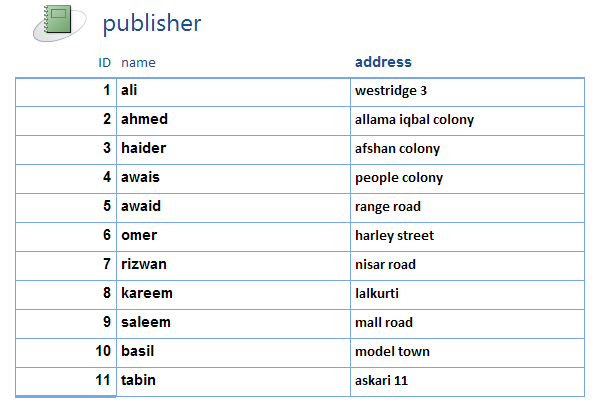 publisher
ID name address
1 ali westridge 3
2 ahmed allama iqbal colony
3 haider afshan colony
4 awais people colony
5 awaid range road
6 omer harley street
7 rizwan nisar road
8 kareem lalkurti
9 saleem mall road
10 basil model town
11 tabin askari 11